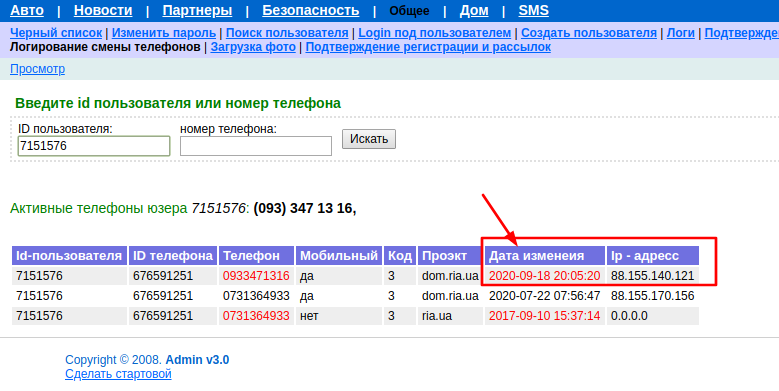 Авто | Новости | Партнеры | Безопасность | Общее | Дом | SMS
Черный список | Изменить пароль | Поиск пользователя | Login под пользователем | Создать пользователя | Логи |
Логирование смены телефонов | Загрузка фото | Подтверждение регистрации и рассылок
Просмотр
Введите id пользователя или номер телефона
ID пользователя: номер телефона:
7151576 Искать
Активные телефоны юзера 7151576: (093) 347 13 16,
Id-пользователя ID телефона Телефон Мобильный Код Проэкт Дата изменеия Ip - адресс
7151576 676591251 0933471316 да 3 dom.ria.ua 2020-09-18 20:05:20 88.155.140.121
7151576 676591251 0731364933 да 3 dom.ria.ua 2020-07-22 07:56:47 88.155.170.156
7151576 676591251 0731364933 нет 3 ria.ua 2017-09-10 15:37:14 0.0.0.0
Copyright © 2008. Admin v3.0
Сделать стартовой